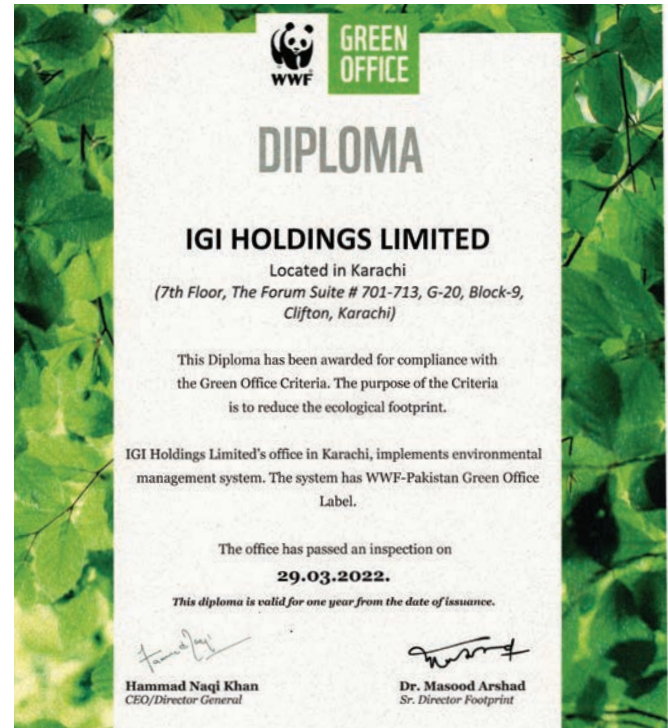 WWF
GREEN
OFFICE
DIPLOMA
IGI HOLDINGS LIMITED
Located in Karachi
(7th Floor, The Forum Suite # 701-713, G-20, Block-9,
Clifton, Karachi)
This Diploma has been awarded for compliance with
the Green Office Criteria. The purpose of the Criteria
is to reduce the ecological footprint.
IGI Holdings Limited's office in Karachi, implements environmental
management system. The system has WWF-Pakistan Green Office
Label.
The office has passed an inspection on
29.03.2022.
This diploma is valid for one year from the date of issuance.
Hammad Naqi Khan
CEO/Director General
Dr. Masood Arshad
Sr. Director Footprint